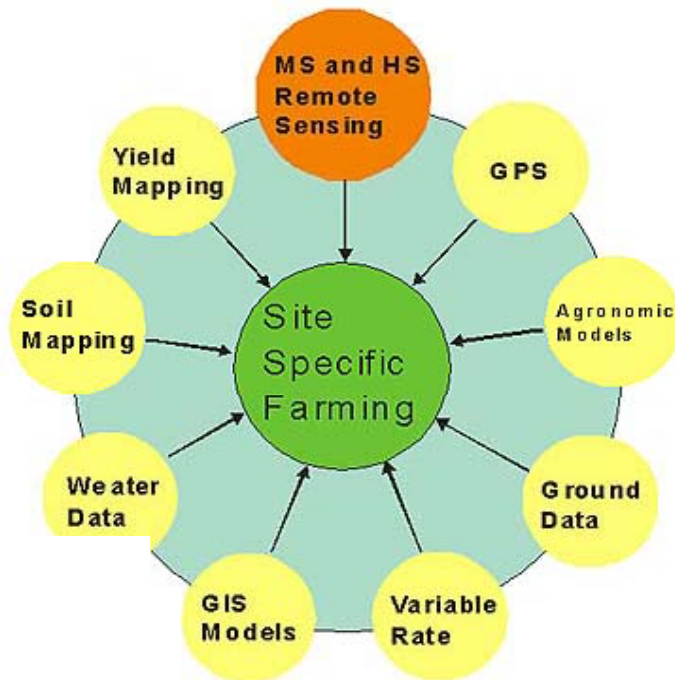 MS and HS
Remote
Sensing
GPS
Agronomic
Models
Ground
Data
Variable
Rate
GIS
Models
Weater
Data
Soil
Mapping
Yield
Mapping
Site
Specific
Farming